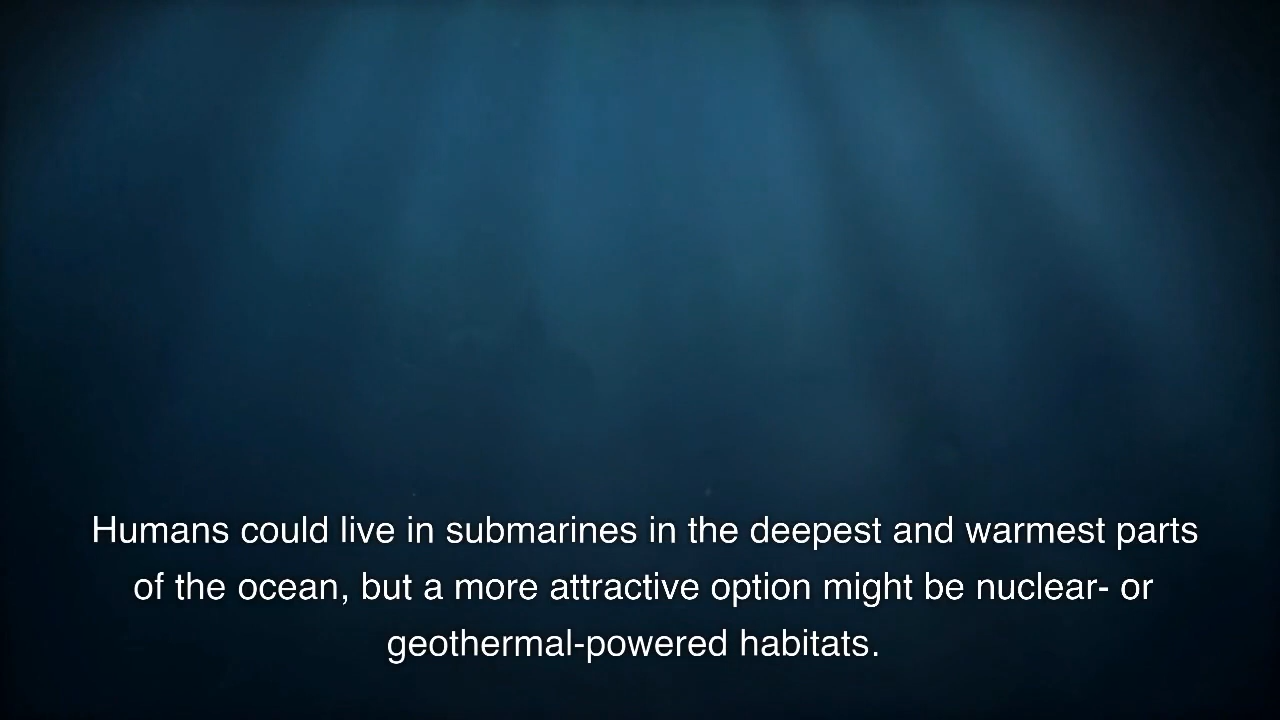 Humans could live in submarines in the deepest and warmest parts
of the ocean, but a more attractive option might be nuclear- or
geothermal-powered habitats.